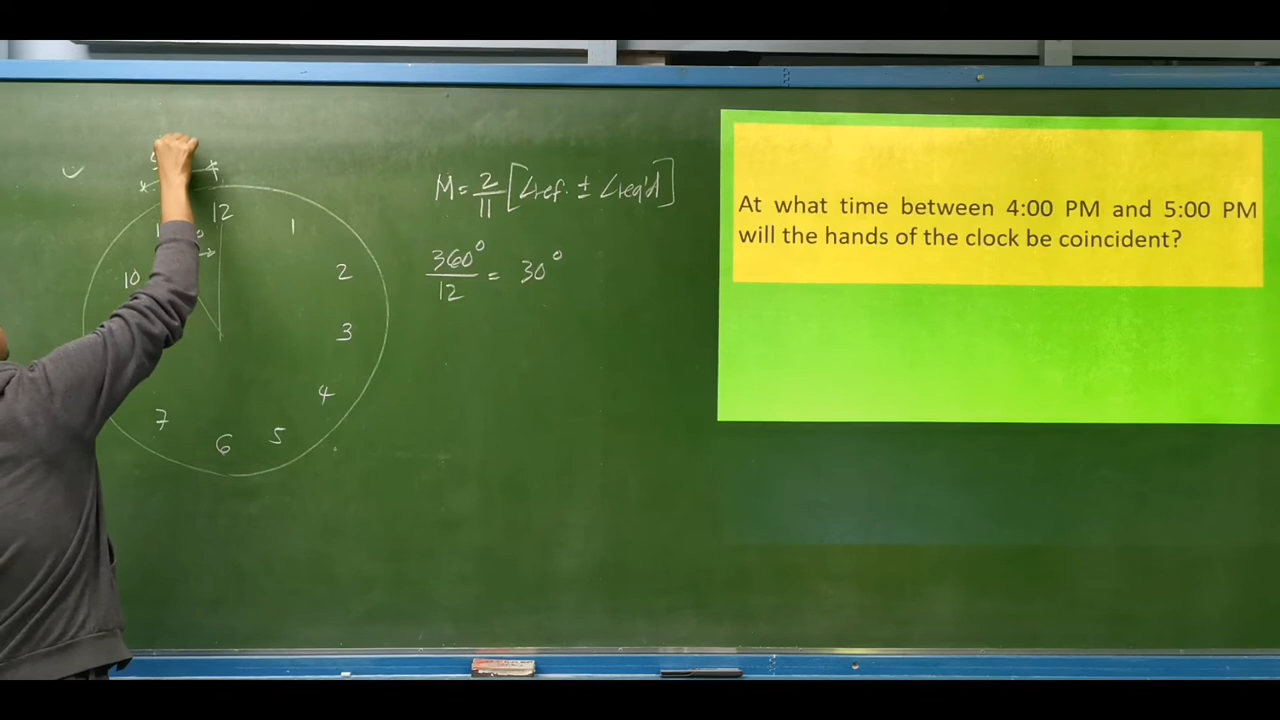 12
1
2
3
4
5
6
7
10
M = 2/11 [∠ref. ± ∠req'd]
360°/12 = 30°
At what time between 4:00 PM and 5:00 PM
will the hands of the clock be coincident?